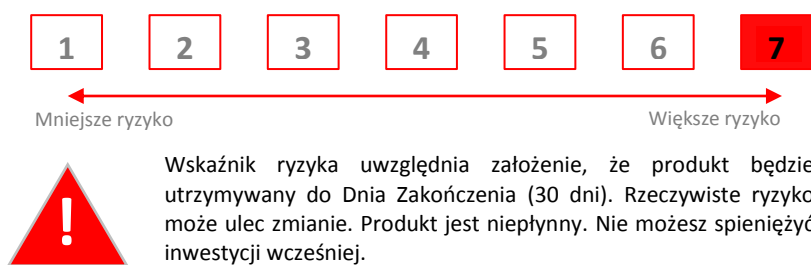 1 2 3 4 5 6 7
Mniejsze ryzyko Większe ryzyko
Wskaźnik ryzyka uwzględnia założenie, że produkt będzie
utrzymywany do Dnia Zakończenia (30 dni). Rzeczywiste ryzyko
może ulec zmianie. Produkt jest niepłynny. Nie możesz spieniężyć
! inwestycji wcześniej.